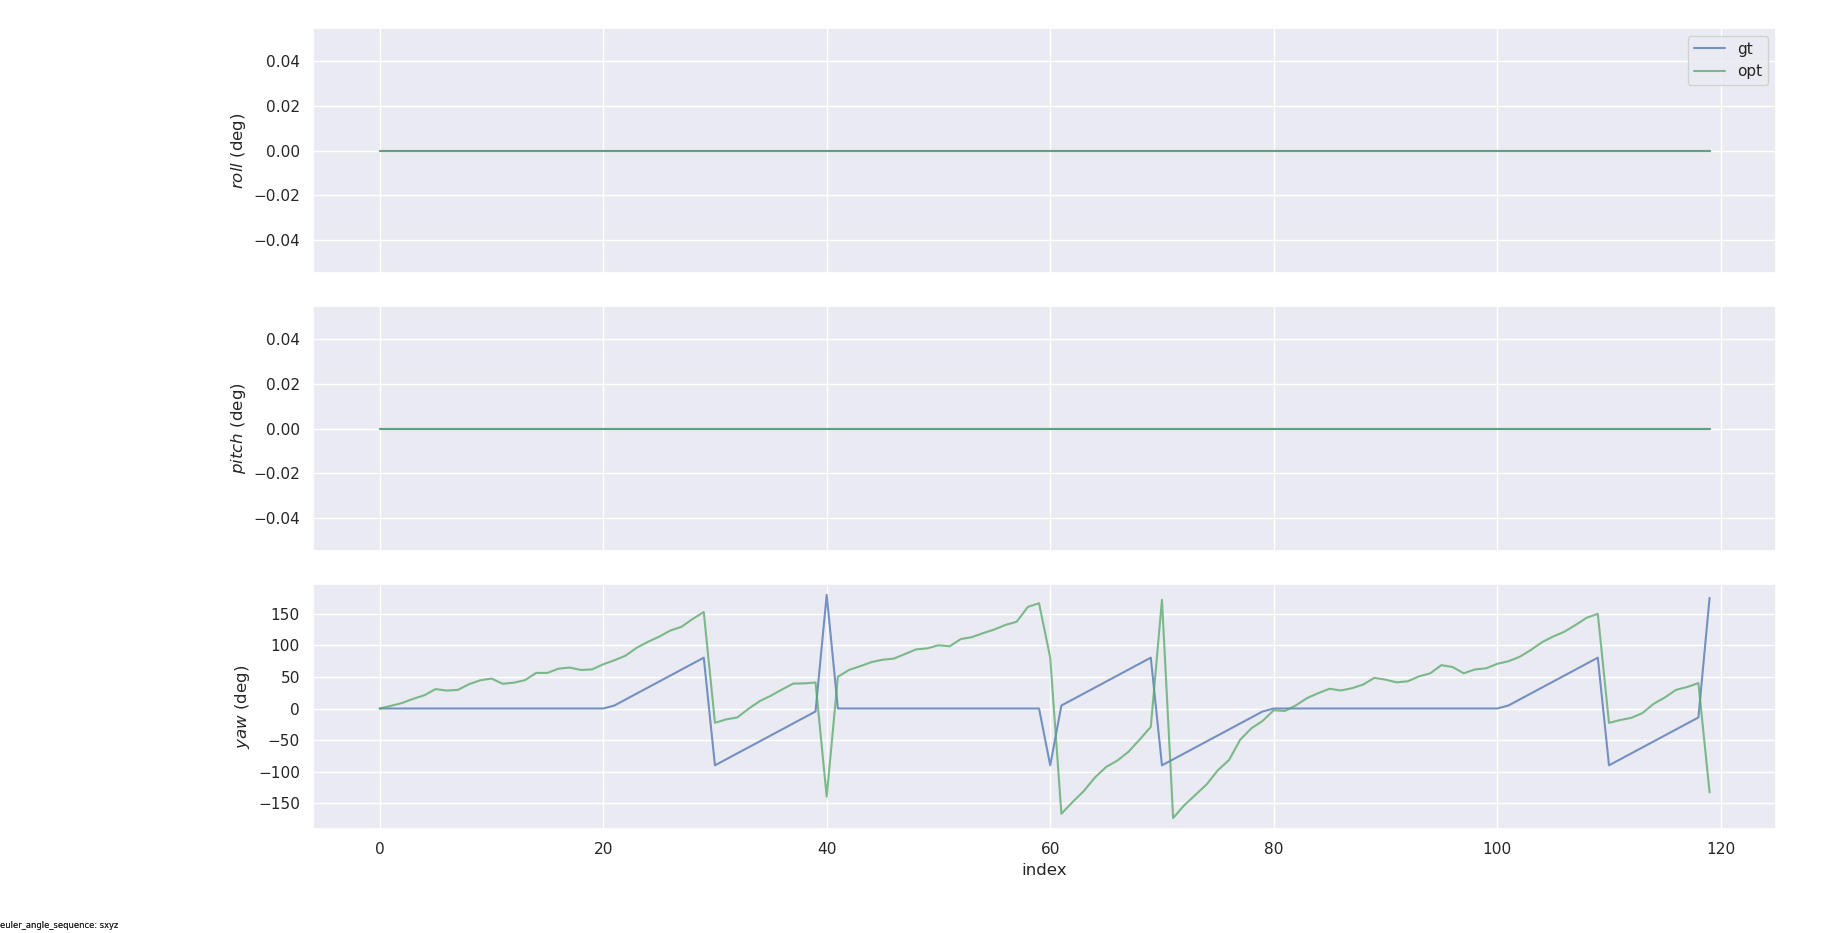 0.04
0.02
0.00
−0.02
−0.04
roll (deg)
gt
opt
0.04
0.02
0.00
−0.02
−0.04
pitch (deg)
150
100
50
0
−50
−100
−150
yaw (deg)
0 20 40 60 80 100 120
index
euler_angle_sequence: sxyz